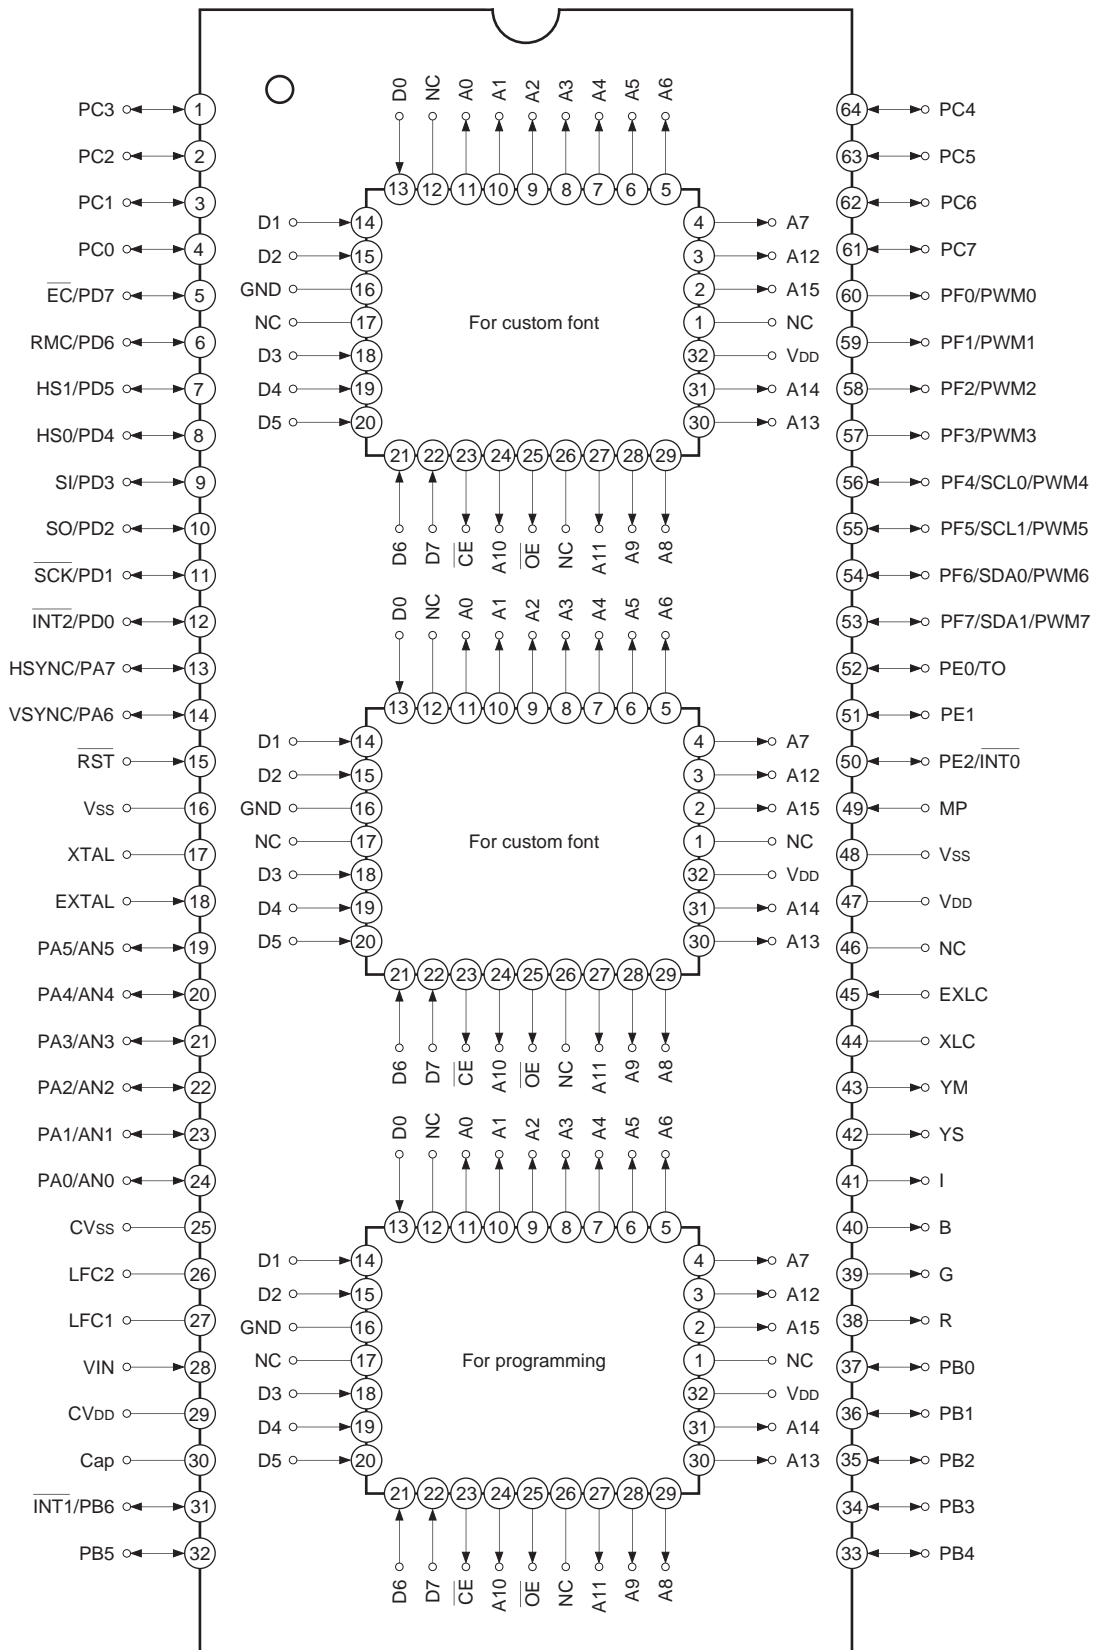 D0 NC A0 A1 A2 A3 A4 A5 A6
PC3 1 64 PC4
PC2 2 63 PC5
13 12 11 10 9 8 7 6 5
PC1 3 62 PC6
D1 14 4 A7
PC0 4 61 PC7
D2 15 3 A12
EC/PD7 5 60 PF0/PWM0
GND 16 2 A15
NC 17 For custom font 1 NC
RMC/PD6 6 59 PF1/PWM1
D3 18 32 VDD
HS1/PD5 7 58 PF2/PWM2
D4 19 31 A14
D5 20 30 A13
HS0/PD4 8 57 PF3/PWM3
21 22 23 24 25 26 27 28 29
SI/PD3 9 56 PF4/SCL0/PWM4
SO/PD2 10 55 PF5/SCL1/PWM5
D6 D7 CE A10 OE NC A11 A9 A8
SCK/PD1 11 54 PF6/SDA0/PWM6
D0 NC A0 A1 A2 A3 A4 A5 A6
INT2/PD0 12 53 PF7/SDA1/PWM7
HSYNC/PA7 13 52 PE0/TO
13 12 11 10 9 8 7 6 5
VSYNC/PA6 14 51 PE1
D1 14 4 A7
RST 15 50 PE2/INT0
D2 15 3 A12
Vss 16 49 MP
GND 16 2 A15
NC 17 For custom font 1 NC
XTAL 17 48 Vss
D3 18 32 VDD
EXTAL 18 47 VDD
D4 19 31 A14
D5 20 30 A13
PA5/AN5 19 46 NC
21 22 23 24 25 26 27 28 29
PA4/AN4 20 45 EXLC
PA3/AN3 21 44 XLC
D6 D7 CE A10 OE NC A11 A9 A8
PA2/AN2 22 43 YM
PA1/AN1 23 42 YS
D0 NC A0 A1 A2 A3 A4 A5 A6
PA0/AN0 24 41 I
CVss 25 40 B
13 12 11 10 9 8 7 6 5
D1 14 4 A7
LFC2 26 39 G
D2 15 3 A12
LFC1 27 38 R
GND 16 2 A15
NC 17 For programming 1 NC
VIN 28 37 PB0
D3 18 32 VDD
CVDD 29 36 PB1
D4 19 31 A14
D5 20 30 A13
Cap 30 35 PB2
21 22 23 24 25 26 27 28 29
INT1/PB6 31 34 PB3
PB5 32 33 PB4
D6 D7 CE A10 OE NC A11 A9 A8